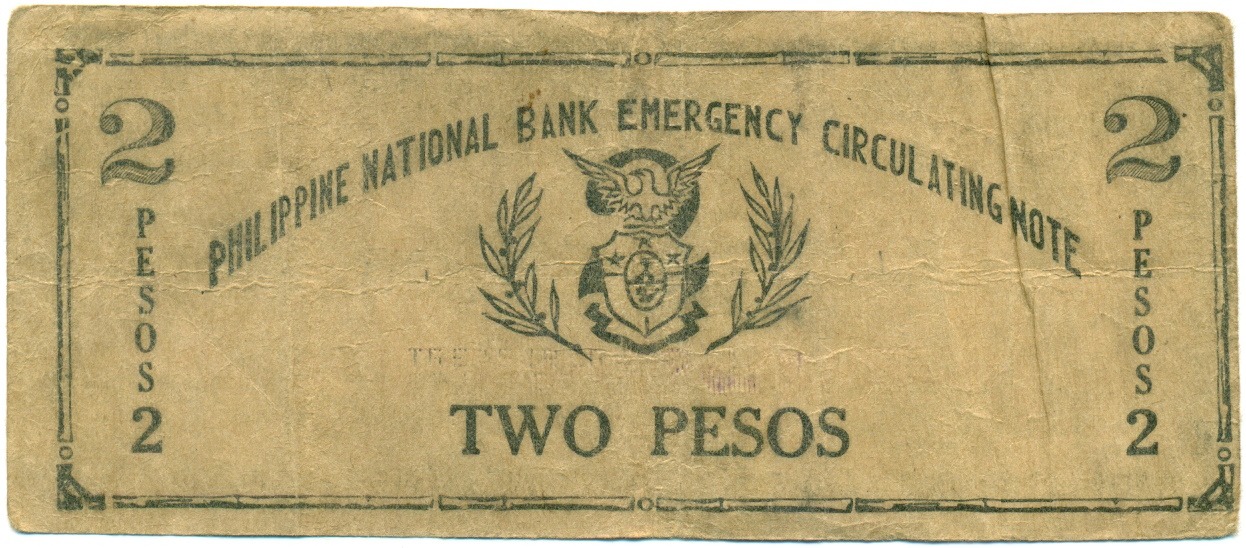 2
PESOS
2
PHILIPPINE NATIONAL BANK EMERGENCY CIRCULATING NOTE
TWO PESOS
2
PESOS
2